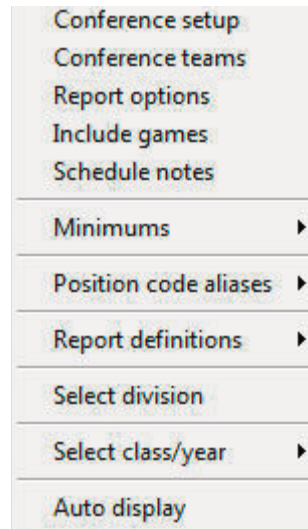 Conference setup
Conference teams
Report options
Include games
Schedule notes
Minimums
Position code aliases
Report definitions
Select division
Select class/year
Auto display